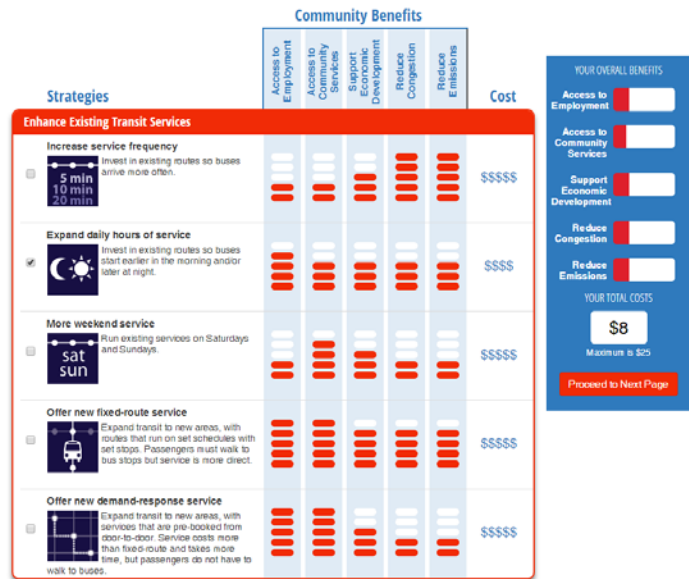 Community Benefits
Strategies
Access to
Employment
Access to
Community
Services
Support
Economic
Development
Reduce
Congestion
Reduce
Emissions
Cost
Enhance Existing Transit Services
Increase service frequency
5 min
10 min
20 min
Invest in existing routes so buses
arrive more often.
$$$$$
Expand daily hours of service
Invest in existing routes so buses
start earlier in the morning and/or
later at night.
$$$$
More weekend service
sat
sun
Run existing services on Saturdays
and Sundays.
$$$$$
Offer new fixed-route service
Expand transit to new areas, with
routes that run on set schedules with
set stops. Passengers must walk to
bus stops but service is more direct.
$$$$$
Offer new demand-response service
Expand transit to new areas, with
services that are pre-booked from
door-to-door. Service costs more
than fixed-route and takes more
time, but passengers do not have to
walk to buses.
$$$$$
YOUR OVERALL BENEFITS
Access to
Employment
Access to
Community
Services
Support
Economic
Development
Reduce
Congestion
Reduce
Emissions
YOUR TOTAL COSTS
$8
Maximum is $25
Proceed to Next Page